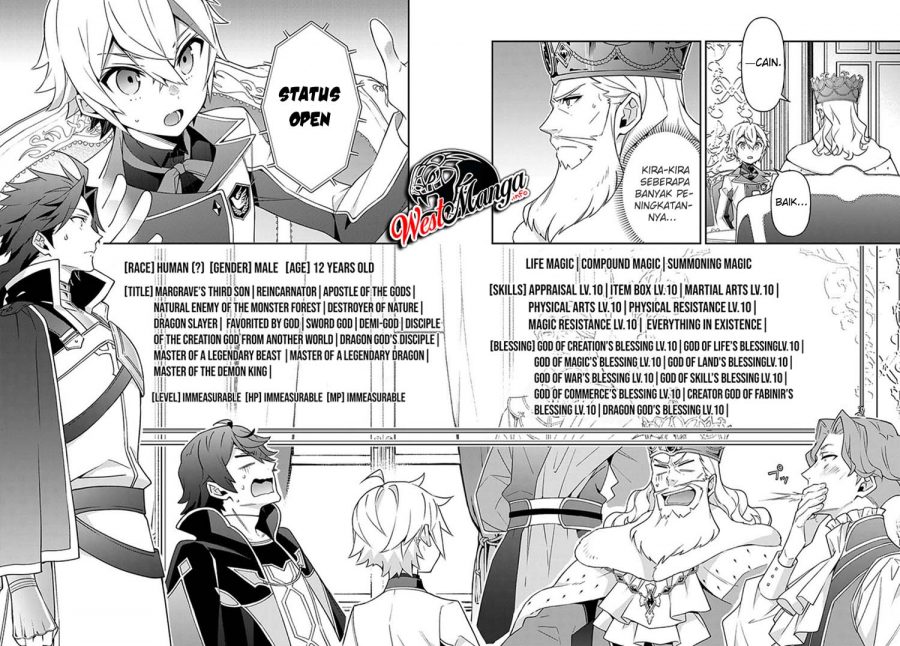 —CAIN.
BAIK...
KIRA-KIRA
SEBERAPA
BANYAK PE-
NINGKATAN-
NYA...
STATUS
OPEN
WestManga
.info
[RACE] HUMAN (?) [GENDER] MALE [AGE] 12 YEARS OLD
[TITLE] MARGRAVE'S THIRD SON | REINCARNATOR | APOSTLE OF THE GODS |
NATURAL ENEMY OF THE MONSTER FOREST | DESTROYER OF NATURE |
DRAGON SLAYER | FAVORITED BY GOD | SWORD GOD | DEMI-GOD | DISCIPLE
OF THE CREATION GOD FROM ANOTHER WORLD | DRAGON GOD'S DISCIPLE |
MASTER OF A LEGENDARY BEAST | MASTER OF A LEGENDARY DRAGON |
MASTER OF THE DEMON KING |
[LEVEL] IMMEASURABLE [HP] IMMEASURABLE [MP] IMMEASURABLE
LIFE MAGIC | COMPOUND MAGIC | SUMMONING MAGIC
[SKILLS] APPRAISAL LV.10 | ITEM BOX LV.10 | MARTIAL ARTS LV.10 |
PHYSICAL ARTS LV.10 | PHYSICAL RESISTANCE LV.10 |
MAGIC RESISTANCE LV.10 | EVERYTHING IN EXISTENCE |
[BLESSING] GOD OF CREATION'S BLESSING LV.10 | GOD OF LIFE'S BLESSINGLV.10 |
GOD OF MAGIC'S BLESSING LV.10 | GOD OF LAND'S BLESSINGLV.10 |
GOD OF WAR'S BLESSING LV.10 | GOD OF SKILL'S BLESSING LV.10 |
GOD OF COMMERCE'S BLESSING LV.10 | CREATOR GOD OF FABINIR'S
BLESSING LV.10 | DRAGON GOD'S BLESSING LV.10 |
プッ